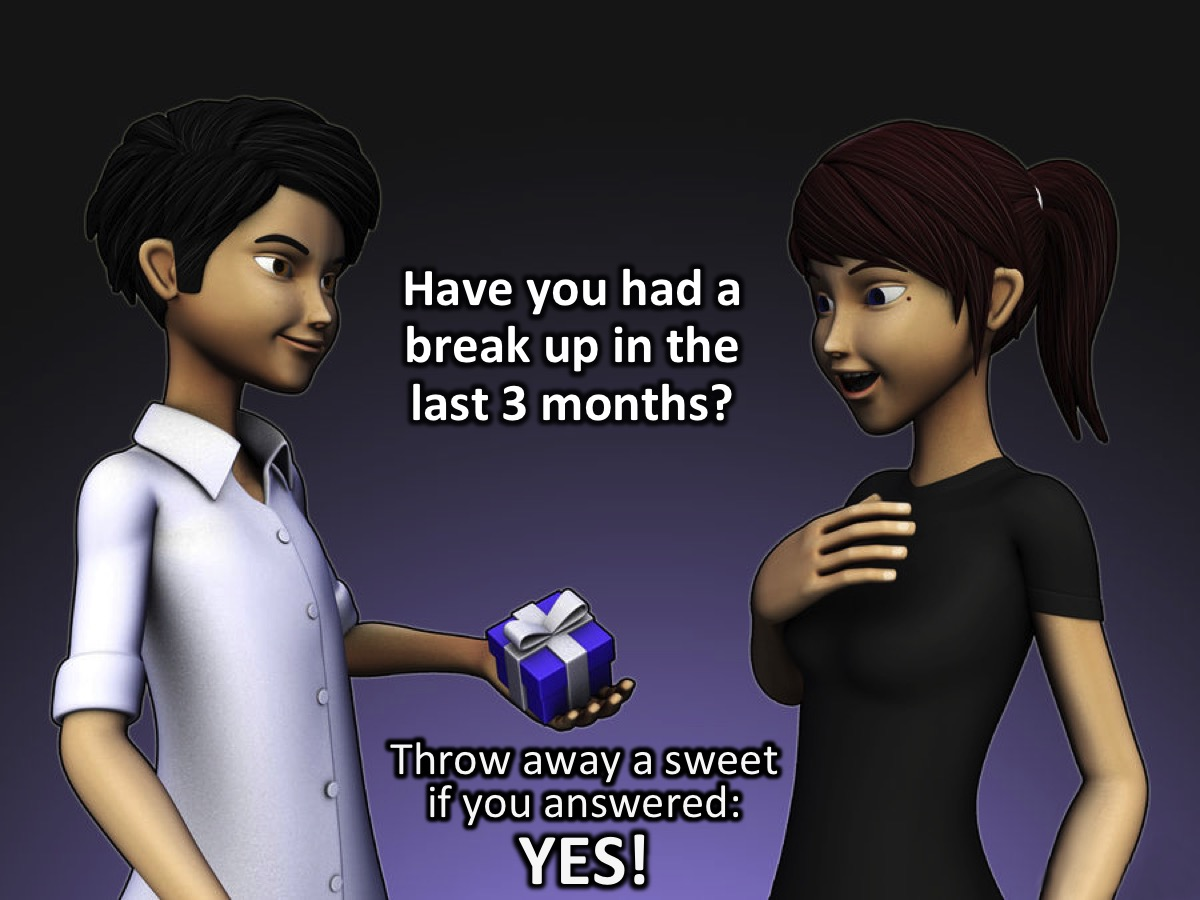 Have you had a
break up in the
last 3 months?
Throw away a sweet
if you answered:
YES!